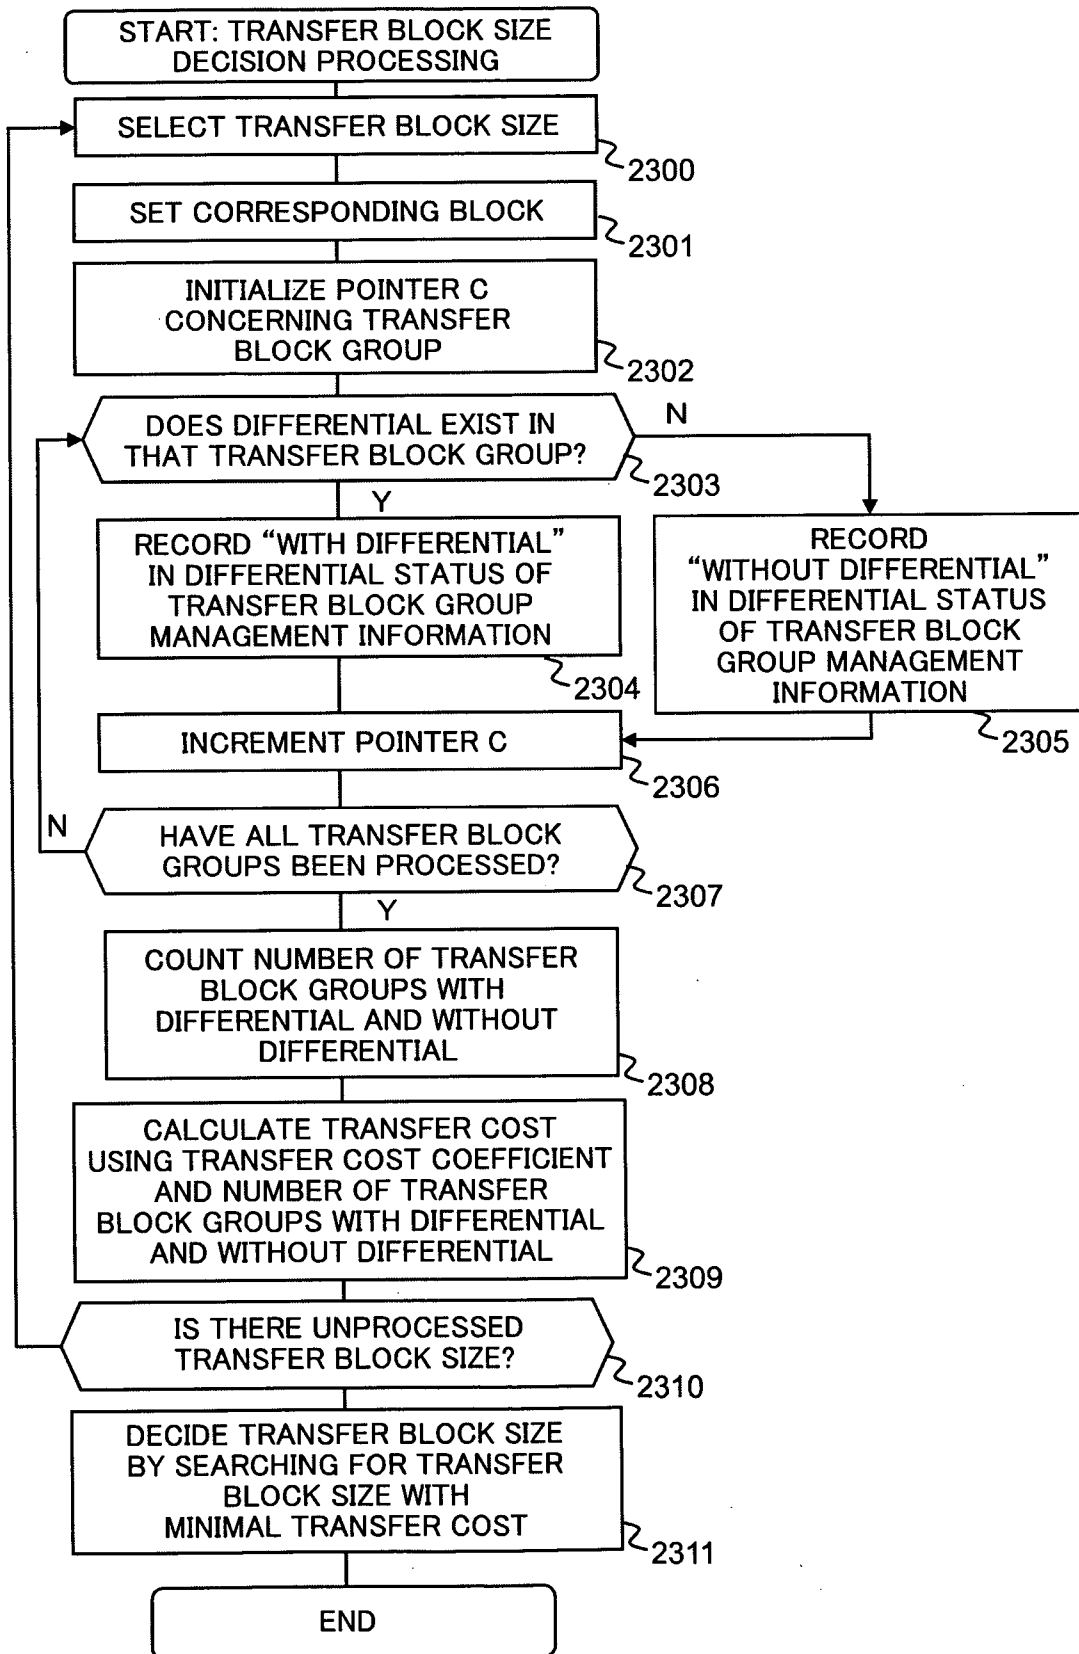 START: TRANSFER BLOCK SIZE
DECISION PROCESSING
SELECT TRANSFER BLOCK SIZE
2300
SET CORRESPONDING BLOCK
2301
INITIALIZE POINTER C
CONCERNING TRANSFER
BLOCK GROUP
2302
DOES DIFFERENTIAL EXIST IN
THAT TRANSFER BLOCK GROUP?
N
2303
Y
RECORD “WITH DIFFERENTIAL”
IN DIFFERENTIAL STATUS OF
TRANSFER BLOCK GROUP
MANAGEMENT INFORMATION
2304
RECORD
“WITHOUT DIFFERENTIAL”
IN DIFFERENTIAL STATUS
OF TRANSFER BLOCK
GROUP MANAGEMENT
INFORMATION
2305
INCREMENT POINTER C
2306
N
HAVE ALL TRANSFER BLOCK
GROUPS BEEN PROCESSED?
2307
Y
COUNT NUMBER OF TRANSFER
BLOCK GROUPS WITH
DIFFERENTIAL AND WITHOUT
DIFFERENTIAL
2308
CALCULATE TRANSFER COST
USING TRANSFER COST COEFFICIENT
AND NUMBER OF TRANSFER
BLOCK GROUPS WITH DIFFERENTIAL
AND WITHOUT DIFFERENTIAL
2309
IS THERE UNPROCESSED
TRANSFER BLOCK SIZE?
2310
DECIDE TRANSFER BLOCK SIZE
BY SEARCHING FOR TRANSFER
BLOCK SIZE WITH
MINIMAL TRANSFER COST
2311
END